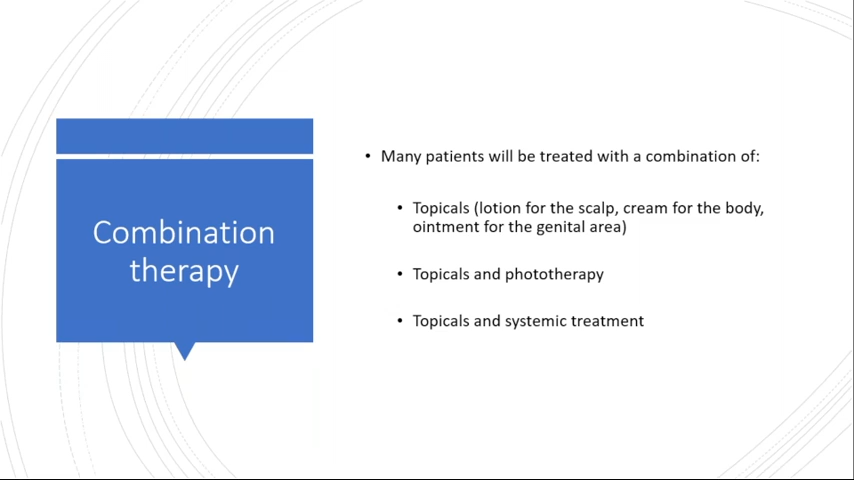 Combination
therapy
• Many patients will be treated with a combination of:
• Topicals (lotion for the scalp, cream for the body,
ointment for the genital area)
• Topicals and phototherapy
• Topicals and systemic treatment